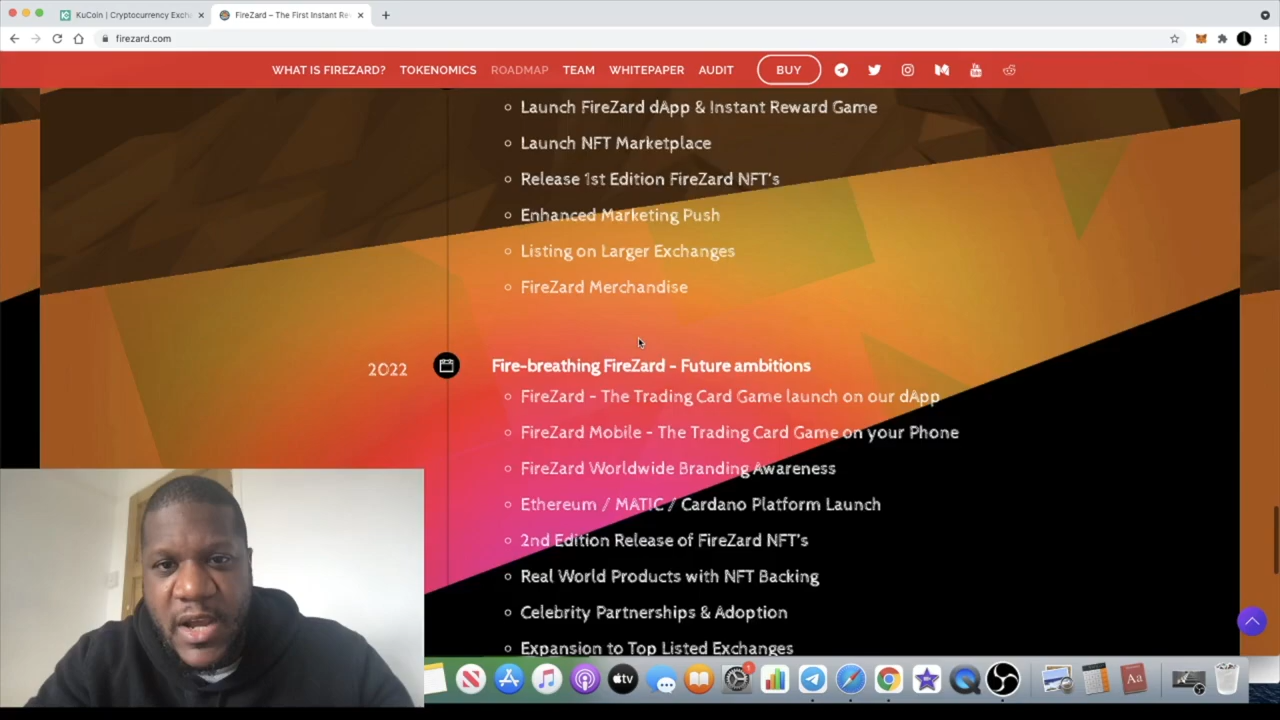 KuCoin | Cryptocurrency Exch
FireZard – The First Instant Re
firezard.com
WHAT IS FIREZARD?
TOKENOMICS
ROADMAP
TEAM
WHITEPAPER
AUDIT
BUY
Launch FireZard dApp & Instant Reward Game
Launch NFT Marketplace
Release 1st Edition FireZard NFT's
Enhanced Marketing Push
Listing on Larger Exchanges
FireZard Merchandise
2022
Fire-breathing FireZard - Future ambitions
FireZard - The Trading Card Game launch on our dApp
FireZard Mobile - The Trading Card Game on your Phone
FireZard Worldwide Branding Awareness
Ethereum / MATIC / Cardano Platform Launch
2nd Edition Release of FireZard NFT's
Real World Products with NFT Backing
Celebrity Partnerships & Adoption
Expansion to Top Listed Exchanges
tv
1
Aa